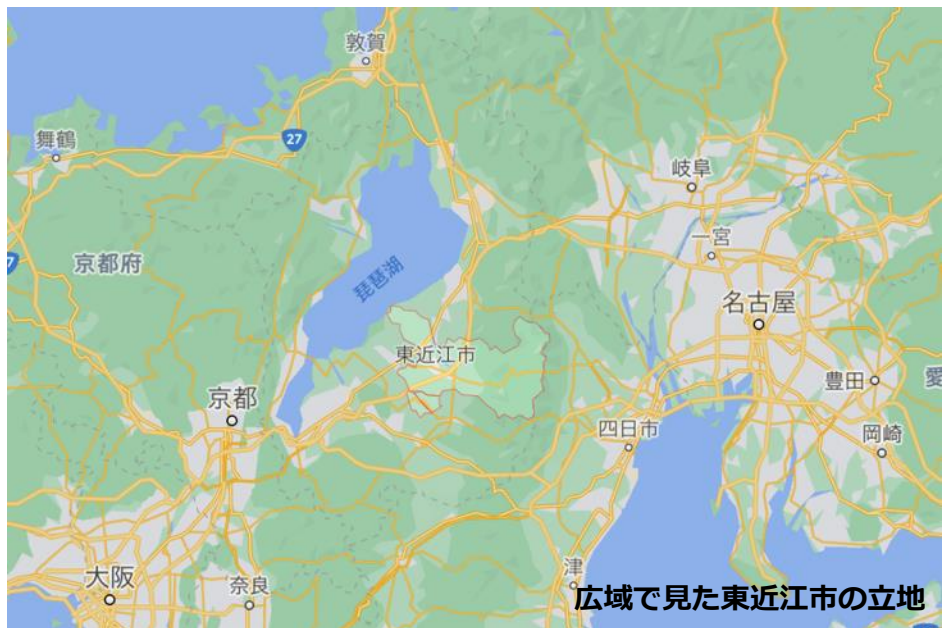 敦賀
舞鶴
27
岐阜
一宮
京都府
琵琶湖
名古屋
東近江市
豊田
愛
京都
四日市
岡崎
大阪
奈良
津
広域で見た東近江市の立地